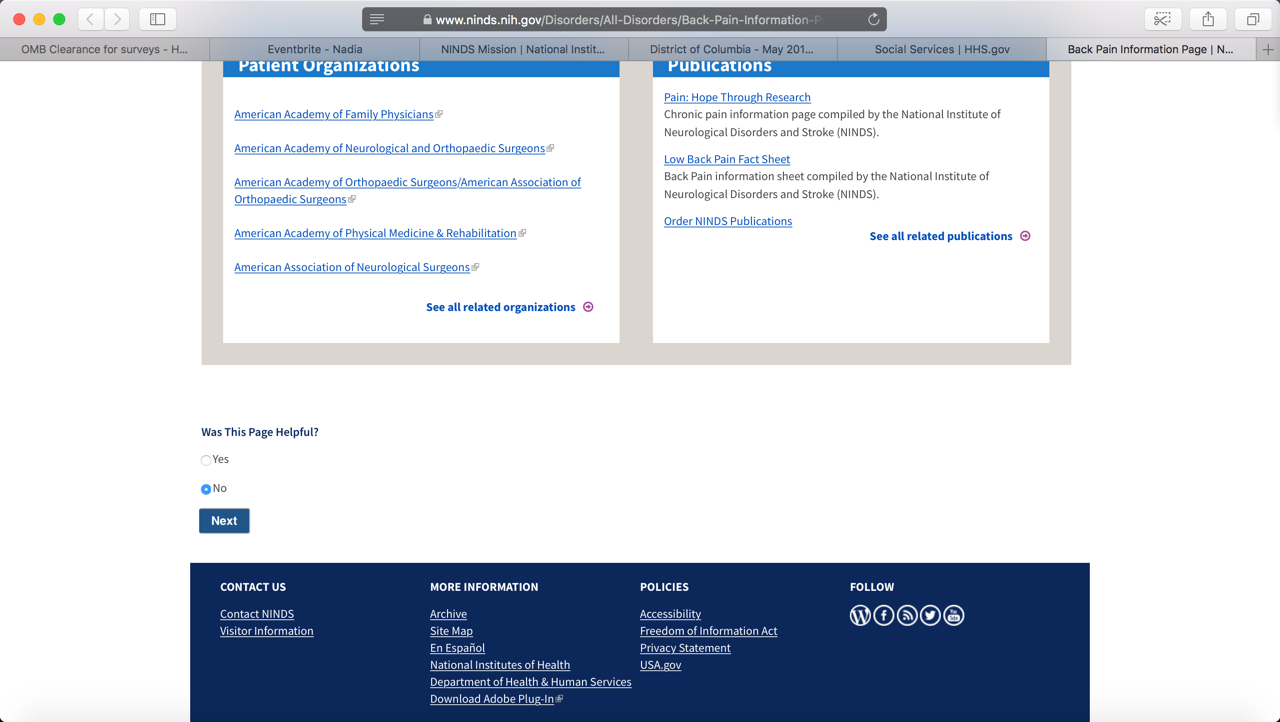 www.ninds.nih.gov/Disorders/All-Disorders/Back-Pain-Information-P
OMB Clearance for surveys - H...
Eventbrite - Nadia
NINDS Mission | National Instit...
District of Columbia - May 201...
Social Services | HHS.gov
Back Pain Information Page | N...
Patient Organizations
American Academy of Family Physicians
American Academy of Neurological and Orthopaedic Surgeons
American Academy of Orthopaedic Surgeons/American Association of
Orthopaedic Surgeons
American Academy of Physical Medicine & Rehabilitation
American Association of Neurological Surgeons
See all related organizations
Publications
Pain: Hope Through Research
Chronic pain information page compiled by the National Institute of
Neurological Disorders and Stroke (NINDS).
Low Back Pain Fact Sheet
Back Pain information sheet compiled by the National Institute of
Neurological Disorders and Stroke (NINDS).
Order NINDS Publications
See all related publications
Was This Page Helpful?
Yes
No
Next
CONTACT US
Contact NINDS
Visitor Information
MORE INFORMATION
Archive
Site Map
En Español
National Institutes of Health
Department of Health & Human Services
Download Adobe Plug-In
POLICIES
Accessibility
Freedom of Information Act
Privacy Statement
USA.gov
FOLLOW